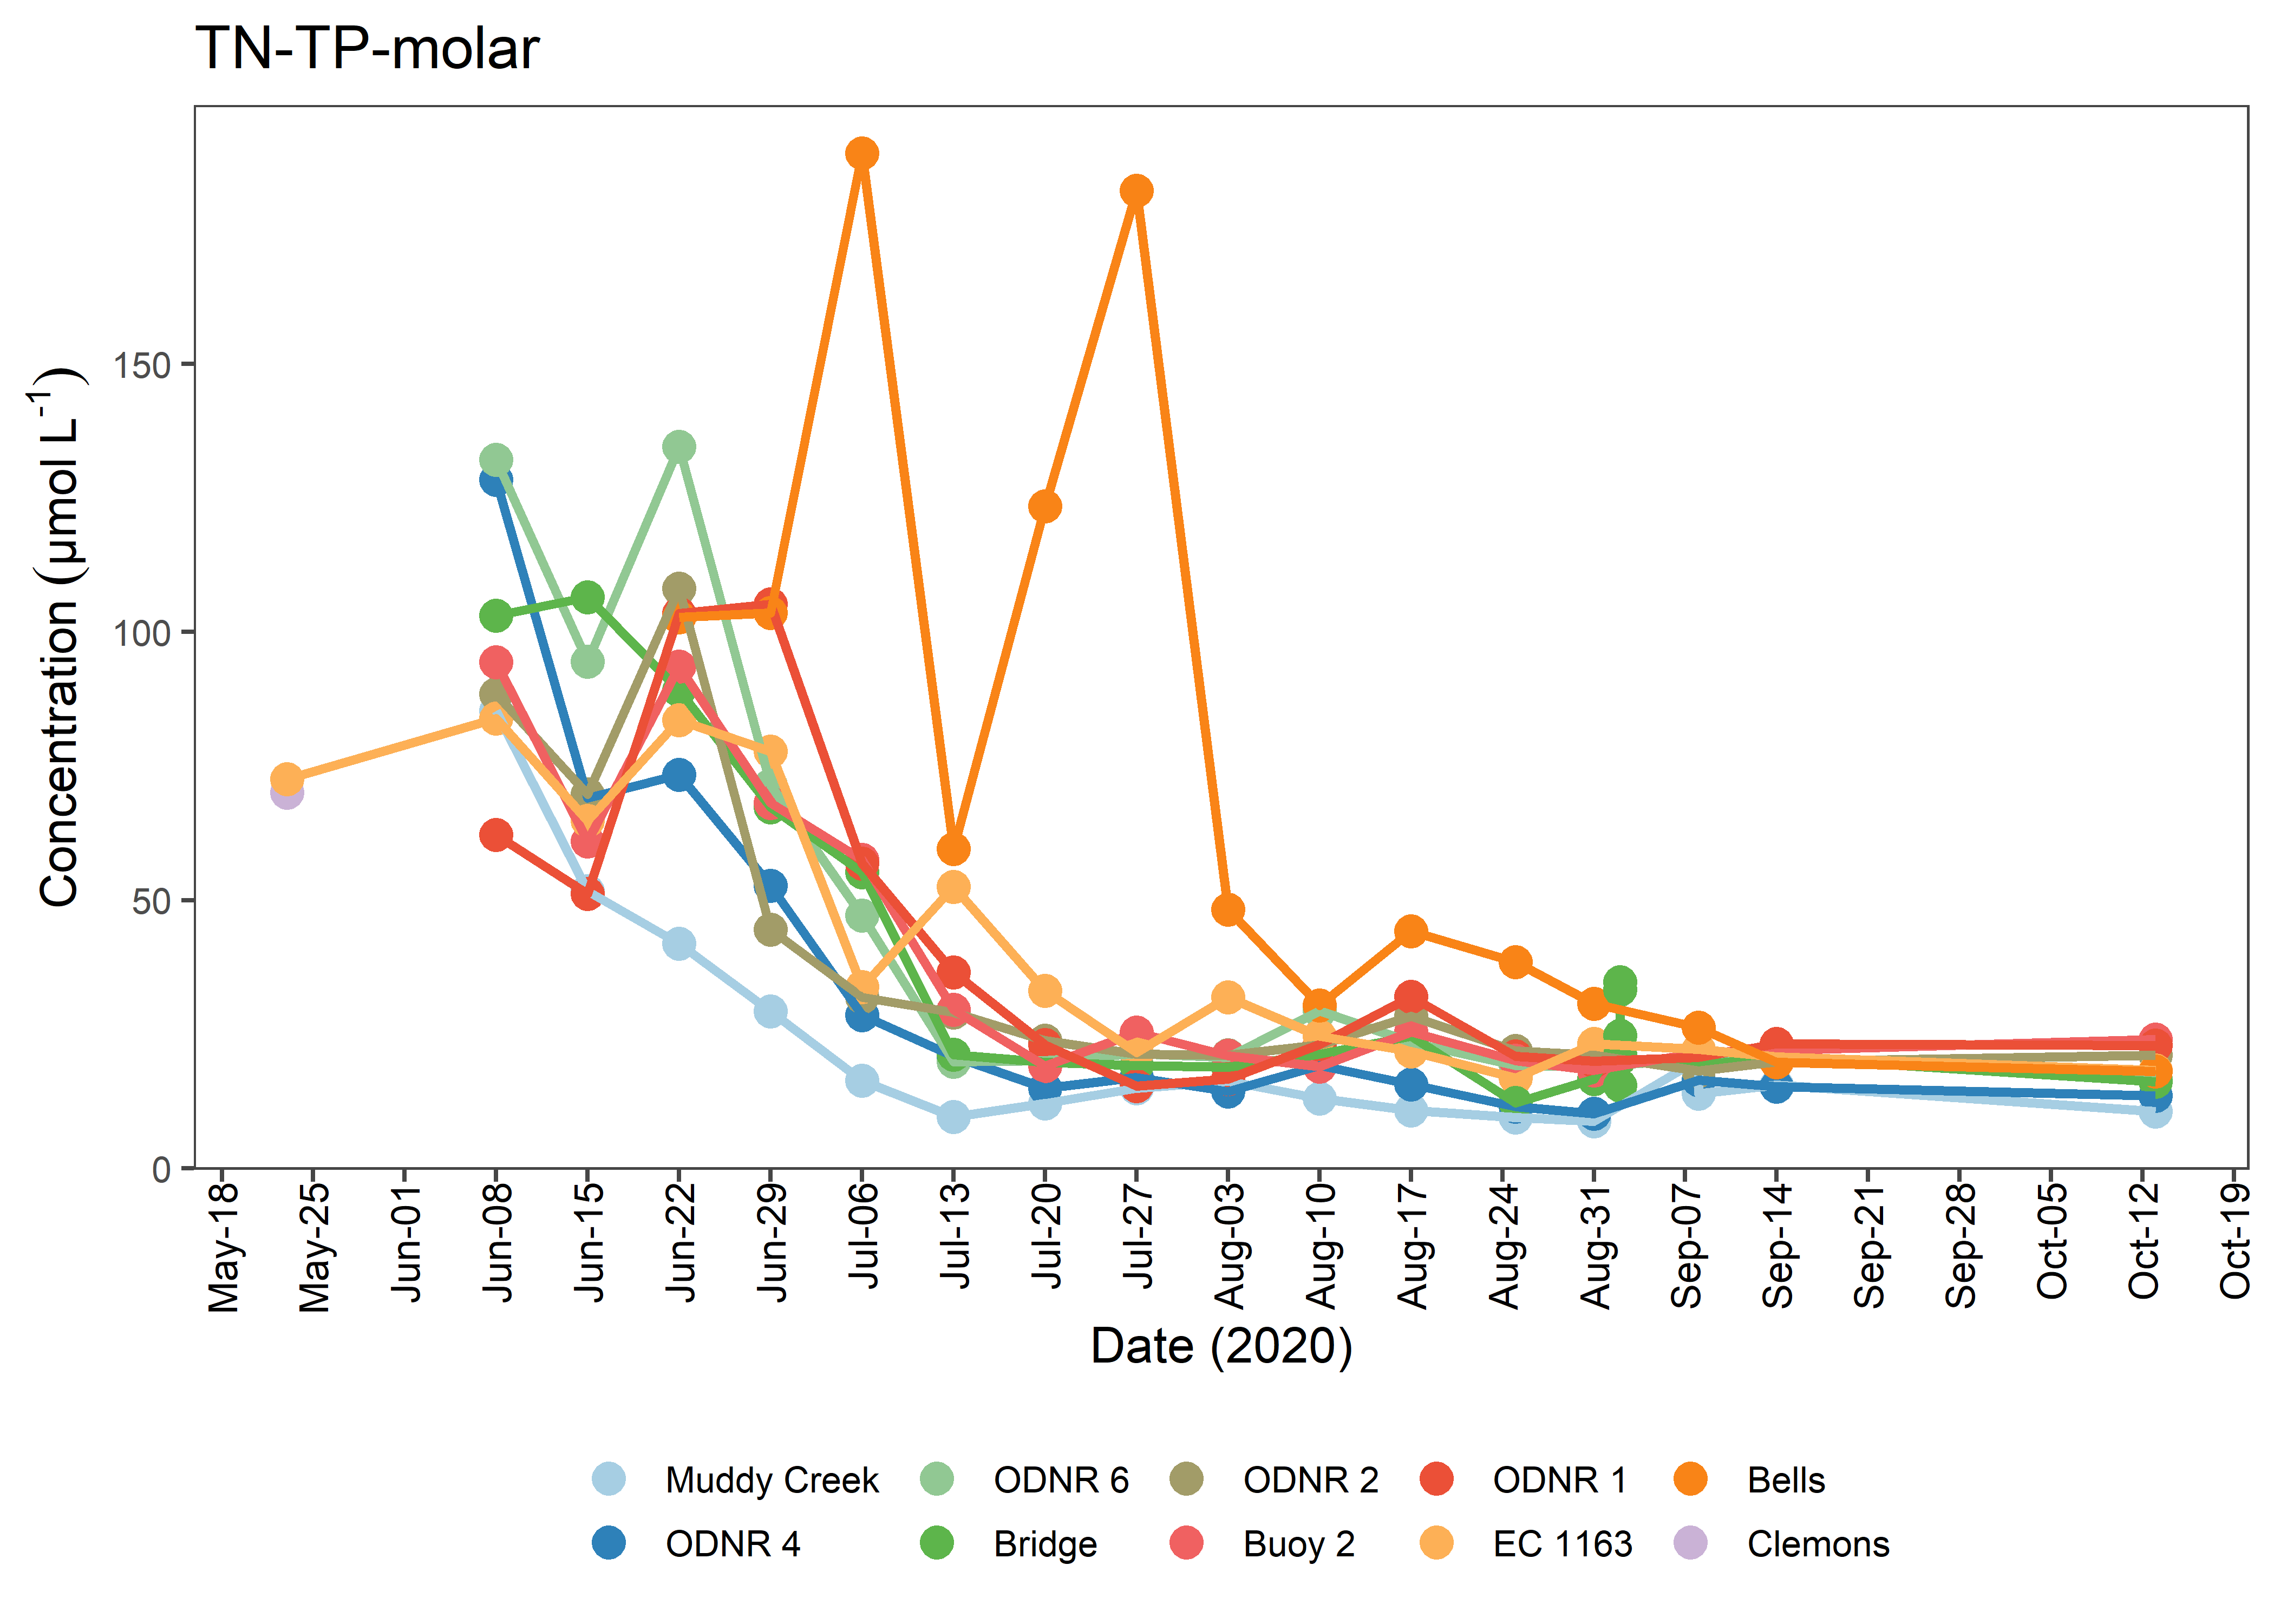 TN-TP-molar
Concentration (µmol L⁻¹)
150
100
50
0
May-18
May-25
Jun-01
Jun-08
Jun-15
Jun-22
Jun-29
Jul-06
Jul-13
Jul-20
Jul-27
Aug-03
Aug-10
Aug-17
Aug-24
Aug-31
Sep-07
Sep-14
Sep-21
Sep-28
Oct-05
Oct-12
Oct-19
Date (2020)
Muddy Creek ODNR 6 ODNR 2 ODNR 1 Bells
ODNR 4 Bridge Buoy 2 EC 1163 Clemons